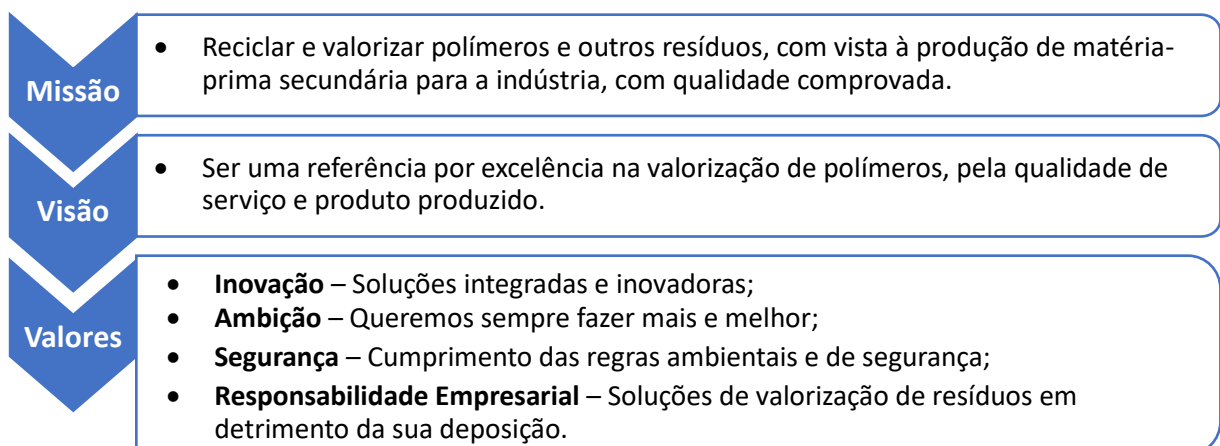 Missão
• Reciclar e valorizar polímeros e outros resíduos, com vista à produção de matéria-
prima secundária para a indústria, com qualidade comprovada.
Visão
• Ser uma referência por excelência na valorização de polímeros, pela qualidade de
serviço e produto produzido.
Valores
• Inovação – Soluções integradas e inovadoras;
• Ambição – Queremos sempre fazer mais e melhor;
• Segurança – Cumprimento das regras ambientais e de segurança;
• Responsabilidade Empresarial – Soluções de valorização de resíduos em
detrimento da sua deposição.